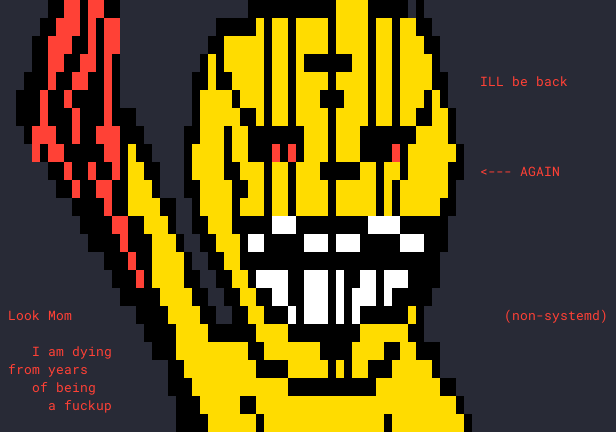 ILL be back
<--- AGAIN
Look Mom
(non-systemd)
I am dying
from years
of being
a fuckup